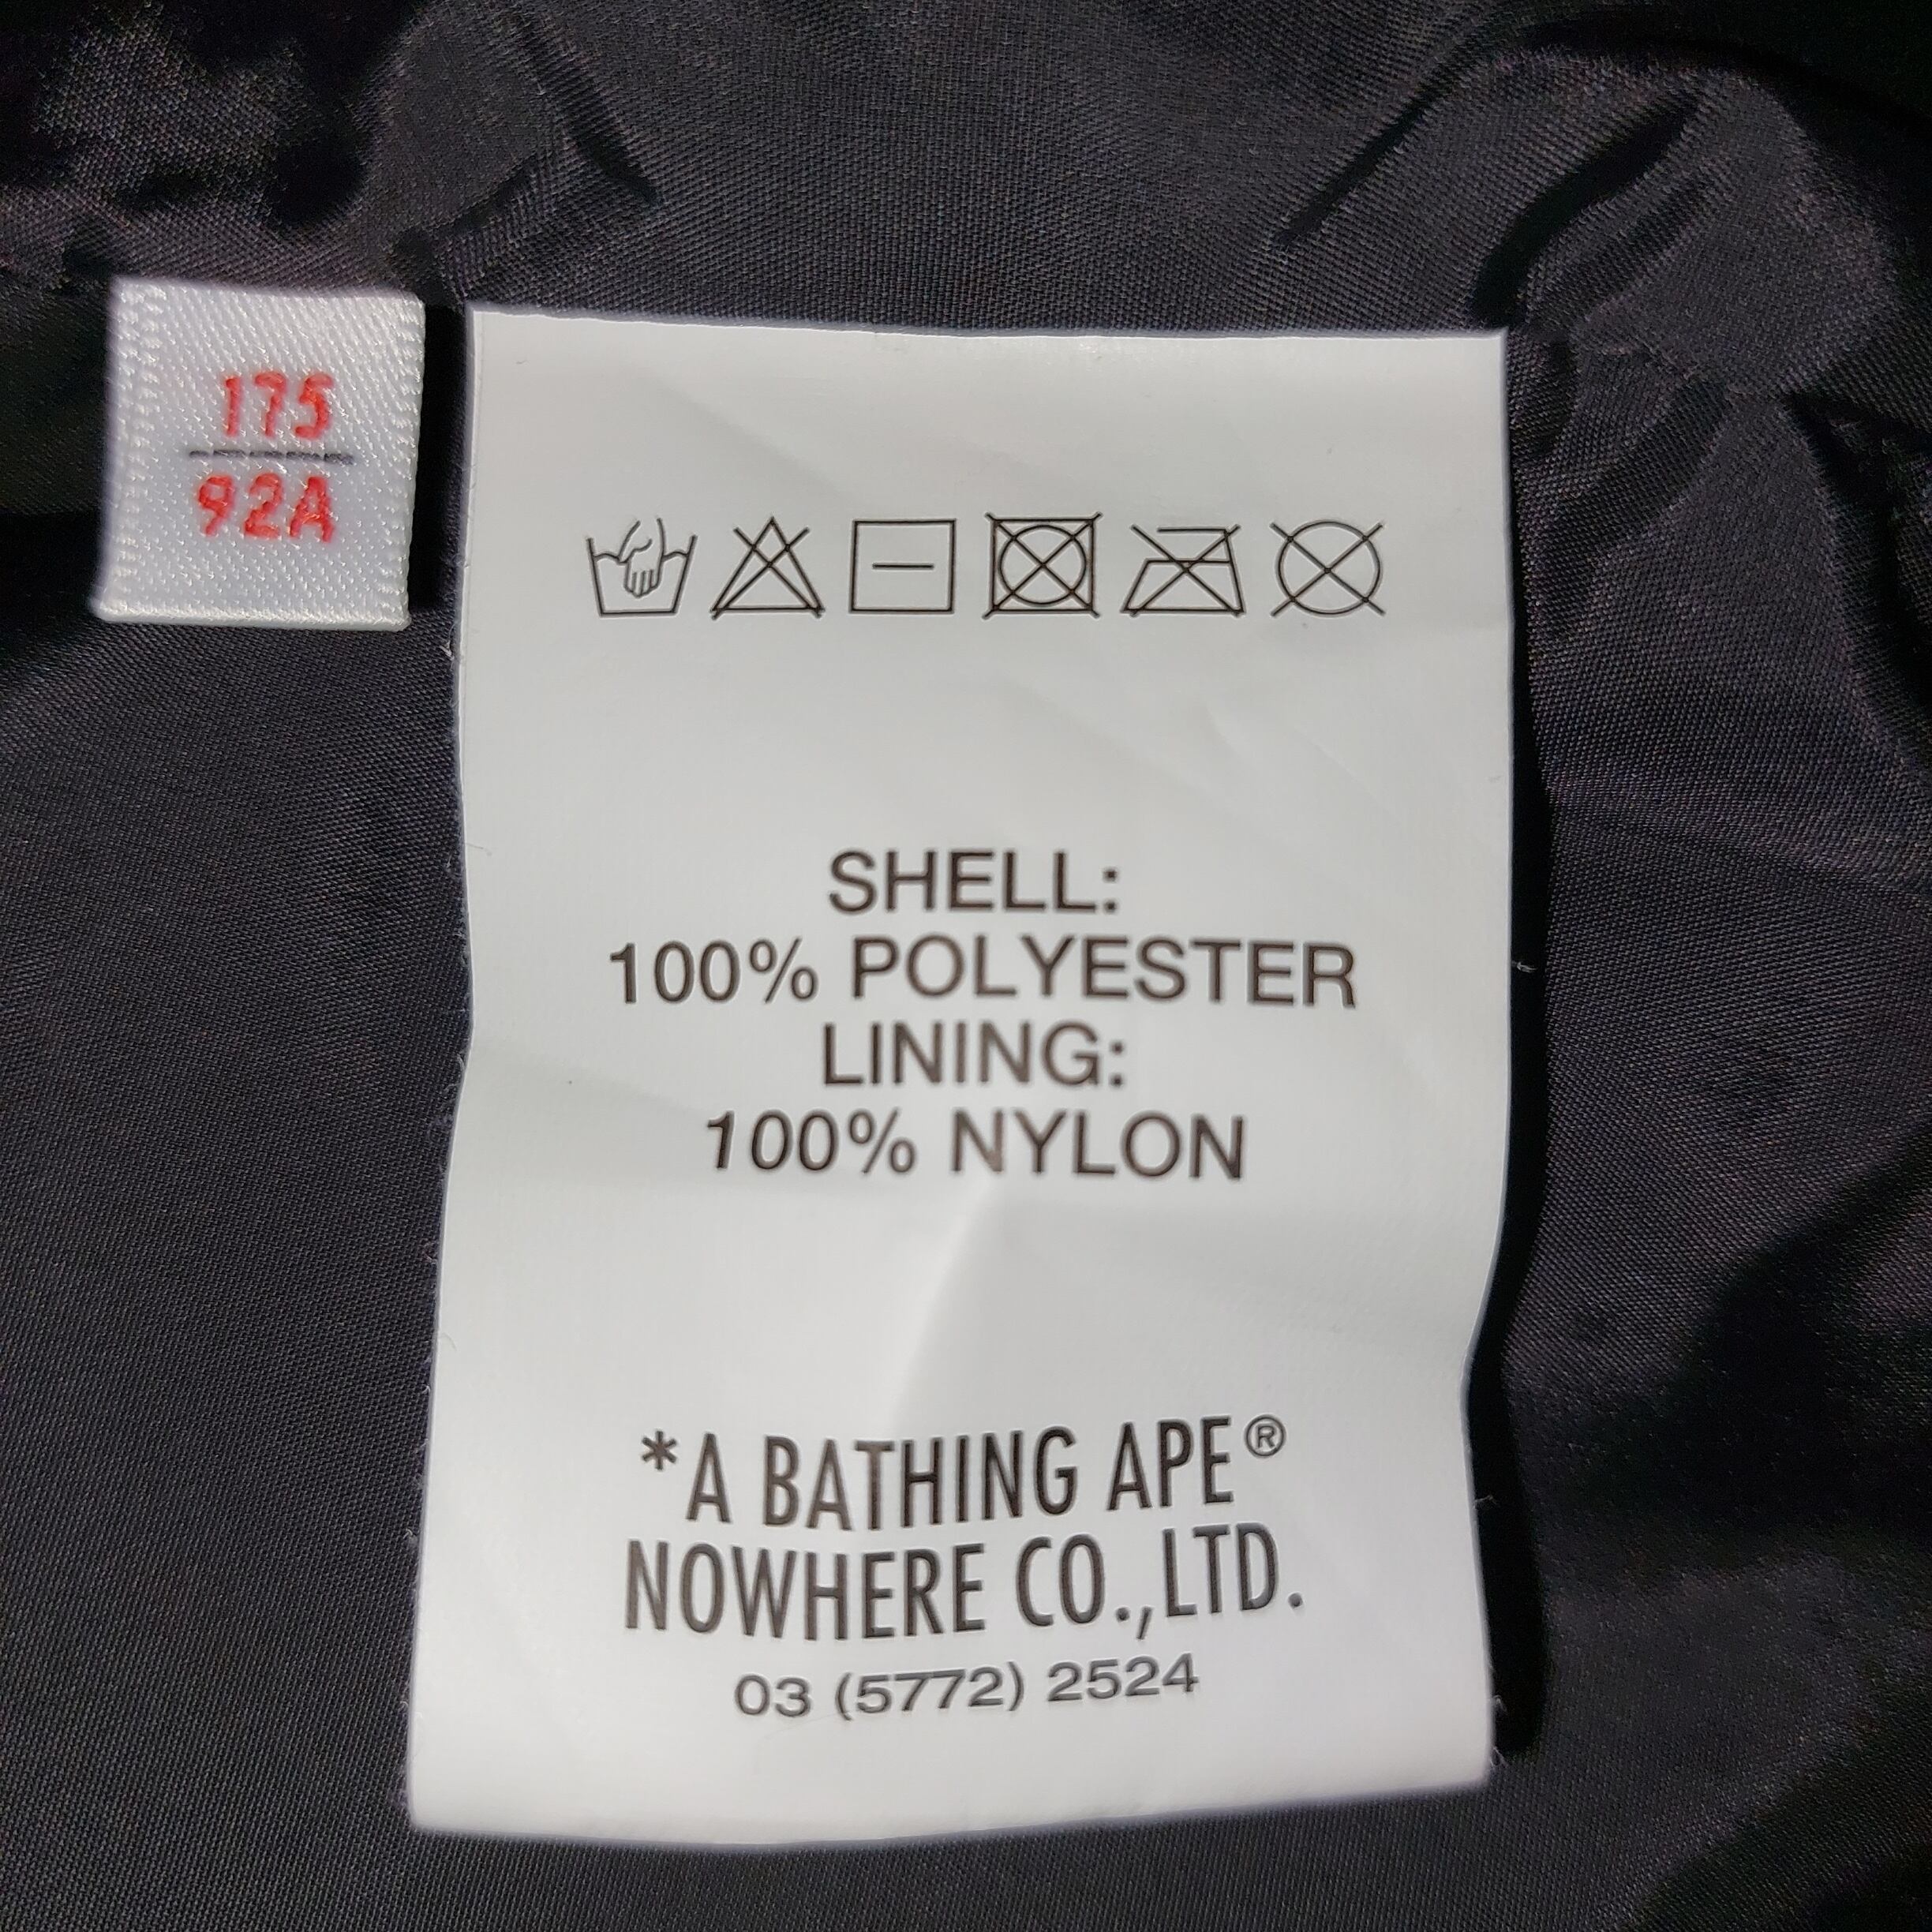 175
92A
SHELL:
100% POLYESTER
LINING:
100% NYLON
*A BATHING APE®
NOWHERE CO.,LTD.
03 (5772) 2524